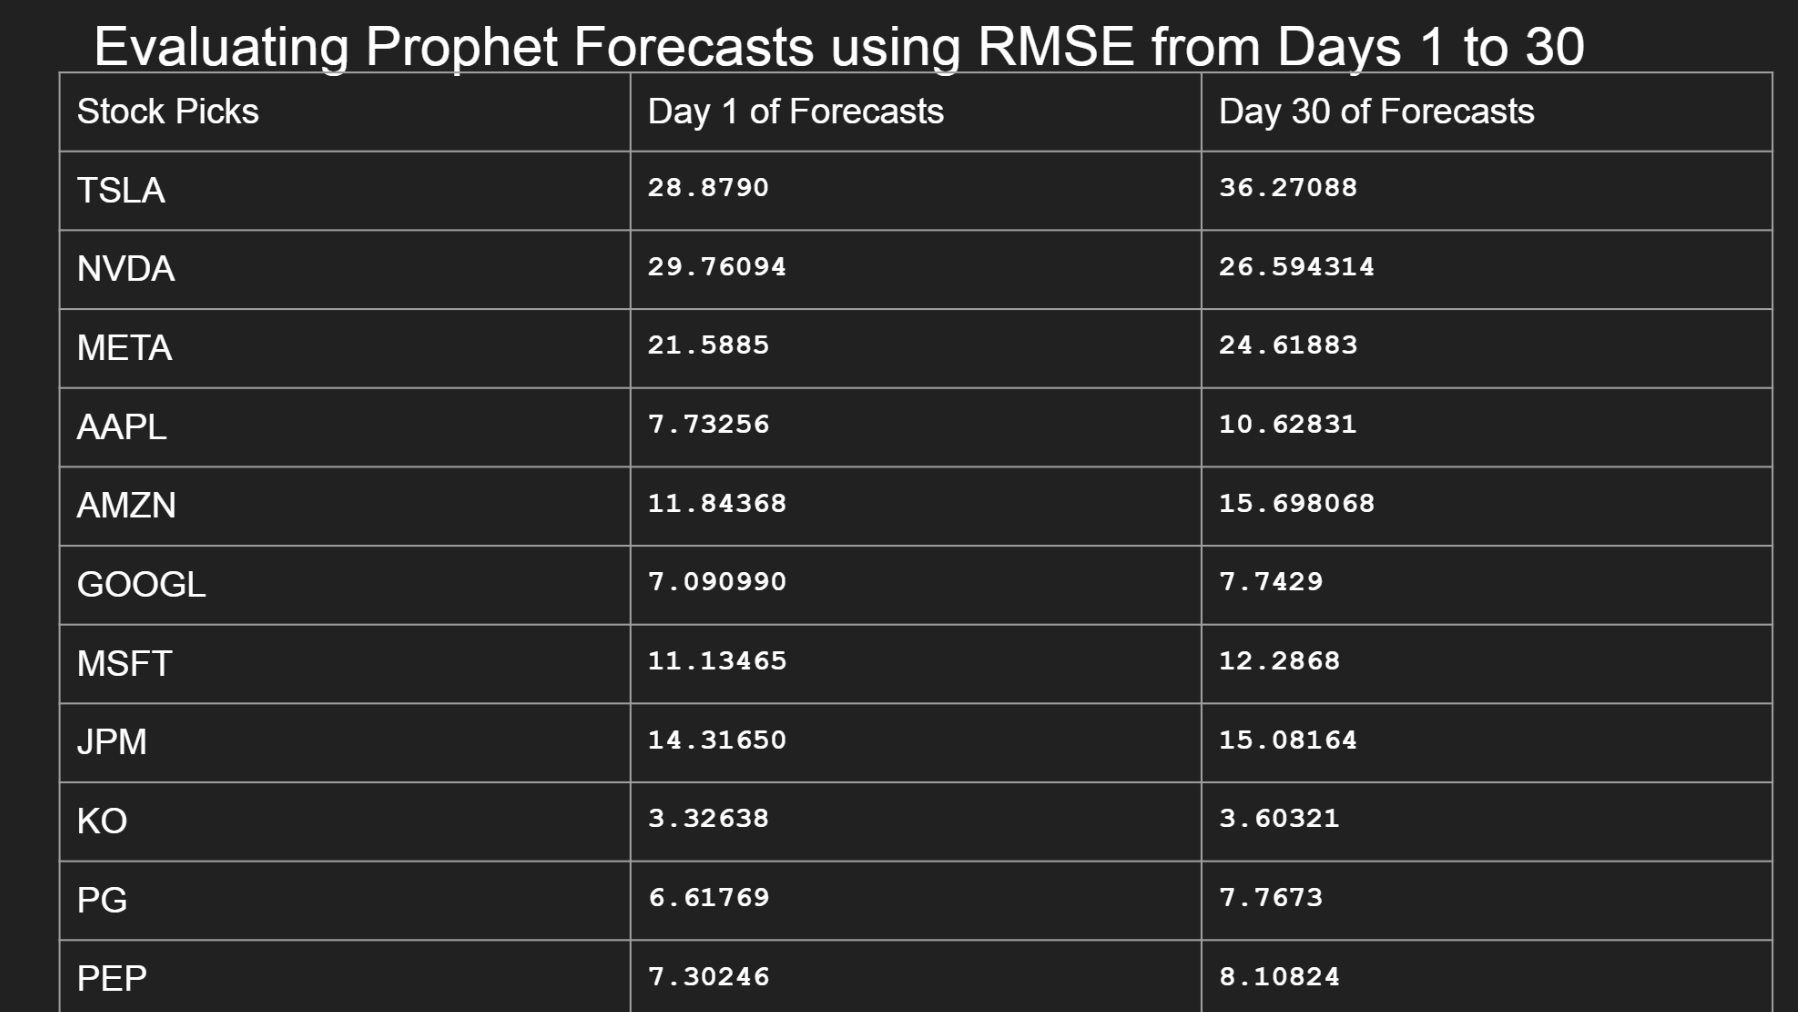 Evaluating Prophet Forecasts using RMSE from Days 1 to 30
Stock Picks Day 1 of Forecasts Day 30 of Forecasts
TSLA 28.8790 36.27088
NVDA 29.76094 26.594314
META 21.5885 24.61883
AAPL 7.73256 10.62831
AMZN 11.84368 15.698068
GOOGL 7.090990 7.7429
MSFT 11.13465 12.2868
JPM 14.31650 15.08164
KO 3.32638 3.60321
PG 6.61769 7.7673
PEP 7.30246 8.10824